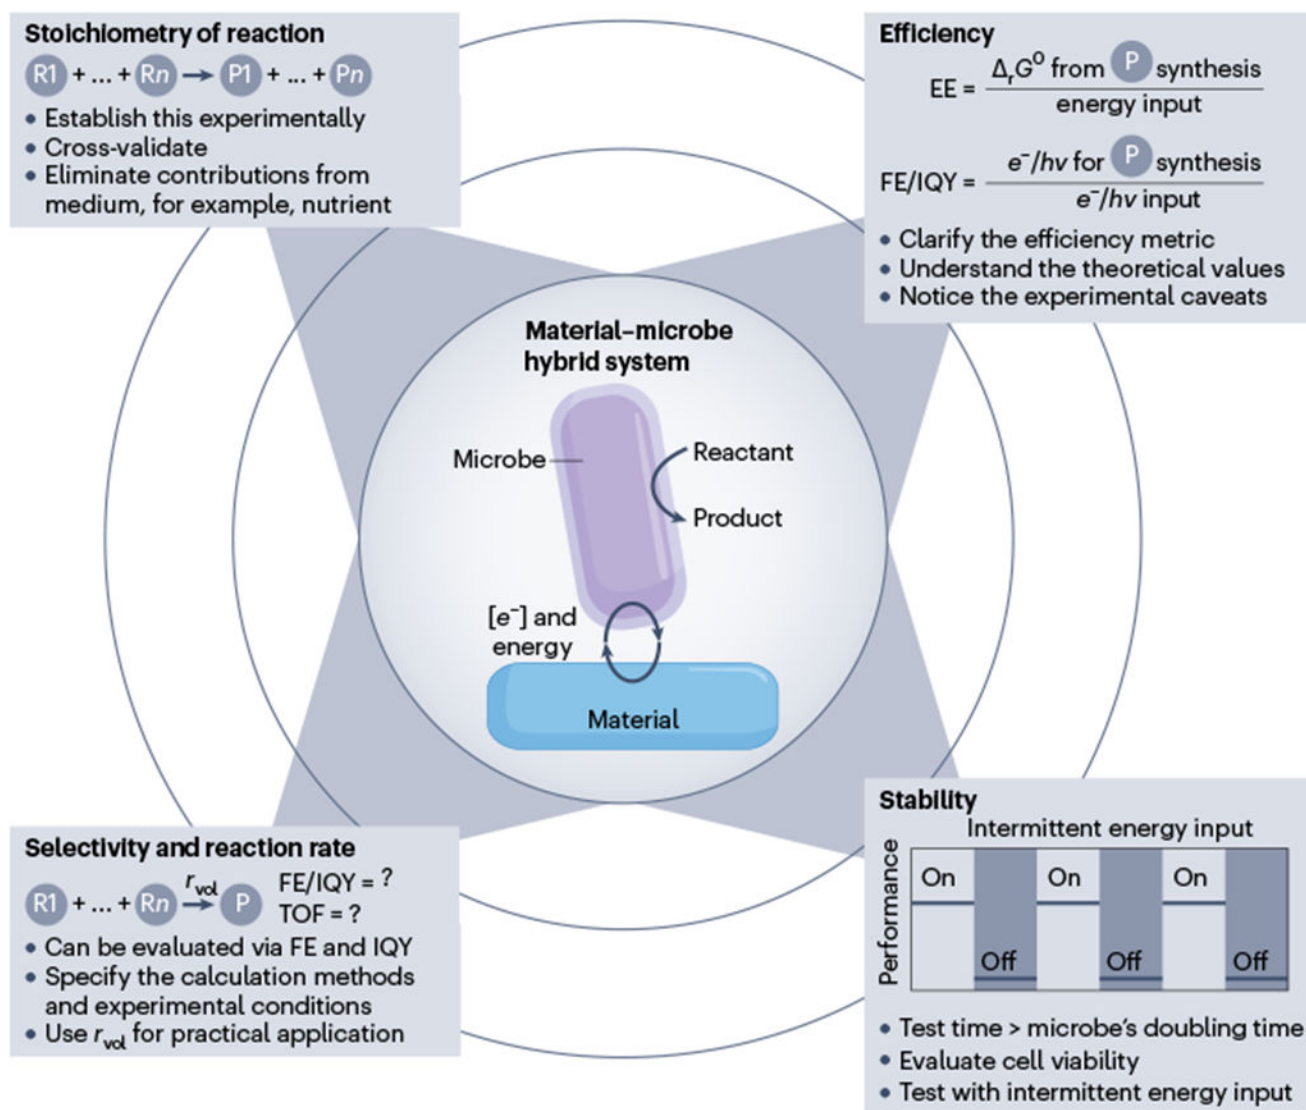 Stoichiometry of reaction
R1 + ... + Rn → P1 + ... + Pn
• Establish this experimentally
• Cross-validate
• Eliminate contributions from
medium, for example, nutrient
Efficiency
EE = ΔrG⁰ from P synthesis
energy input
FE/IQY = e⁻/hv for P synthesis
e⁻/hv input
• Clarify the efficiency metric
• Understand the theoretical values
• Notice the experimental caveats
Material–microbe
hybrid system
Microbe
Reactant
Product
[e⁻] and
energy
Material
Selectivity and reaction rate
rvol
R1 + ... + Rn → P
FE/IQY = ?
TOF = ?
• Can be evaluated via FE and IQY
• Specify the calculation methods
and experimental conditions
• Use rvol for practical application
Stability
Intermittent energy input
Performance
On On On
Off Off Off
• Test time > microbe's doubling time
• Evaluate cell viability
• Test with intermittent energy input